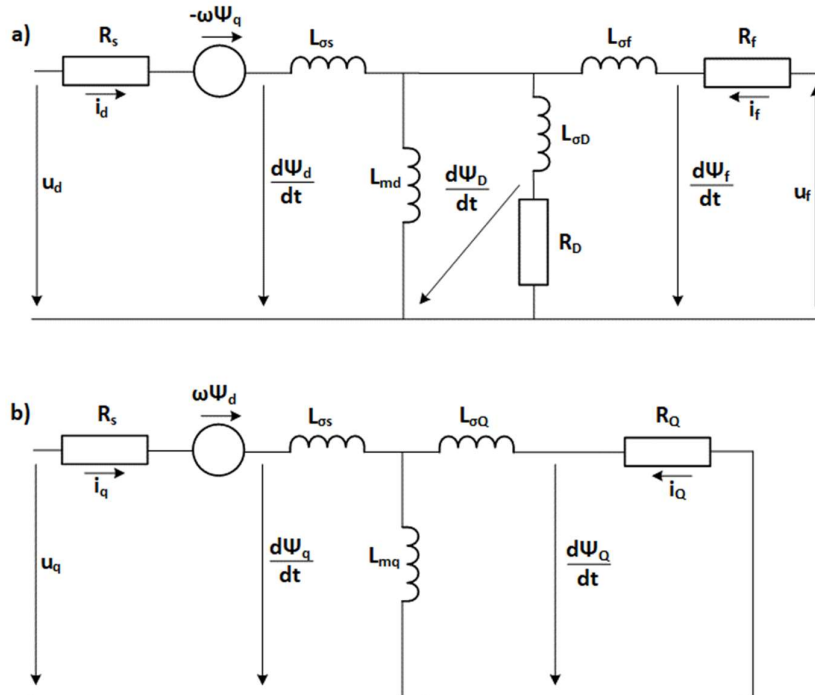 a)
-ωΨq
Rs
Lσs
Lσf
Rf
id
if
LσD
ud
dΨd
dt
Lmd
dΨD
dt
dΨf
dt
uf
RD
b)
ωΨd
Rs
Lσs
LσQ
RQ
iq
iQ
uq
dΨq
dt
Lmq
dΨQ
dt